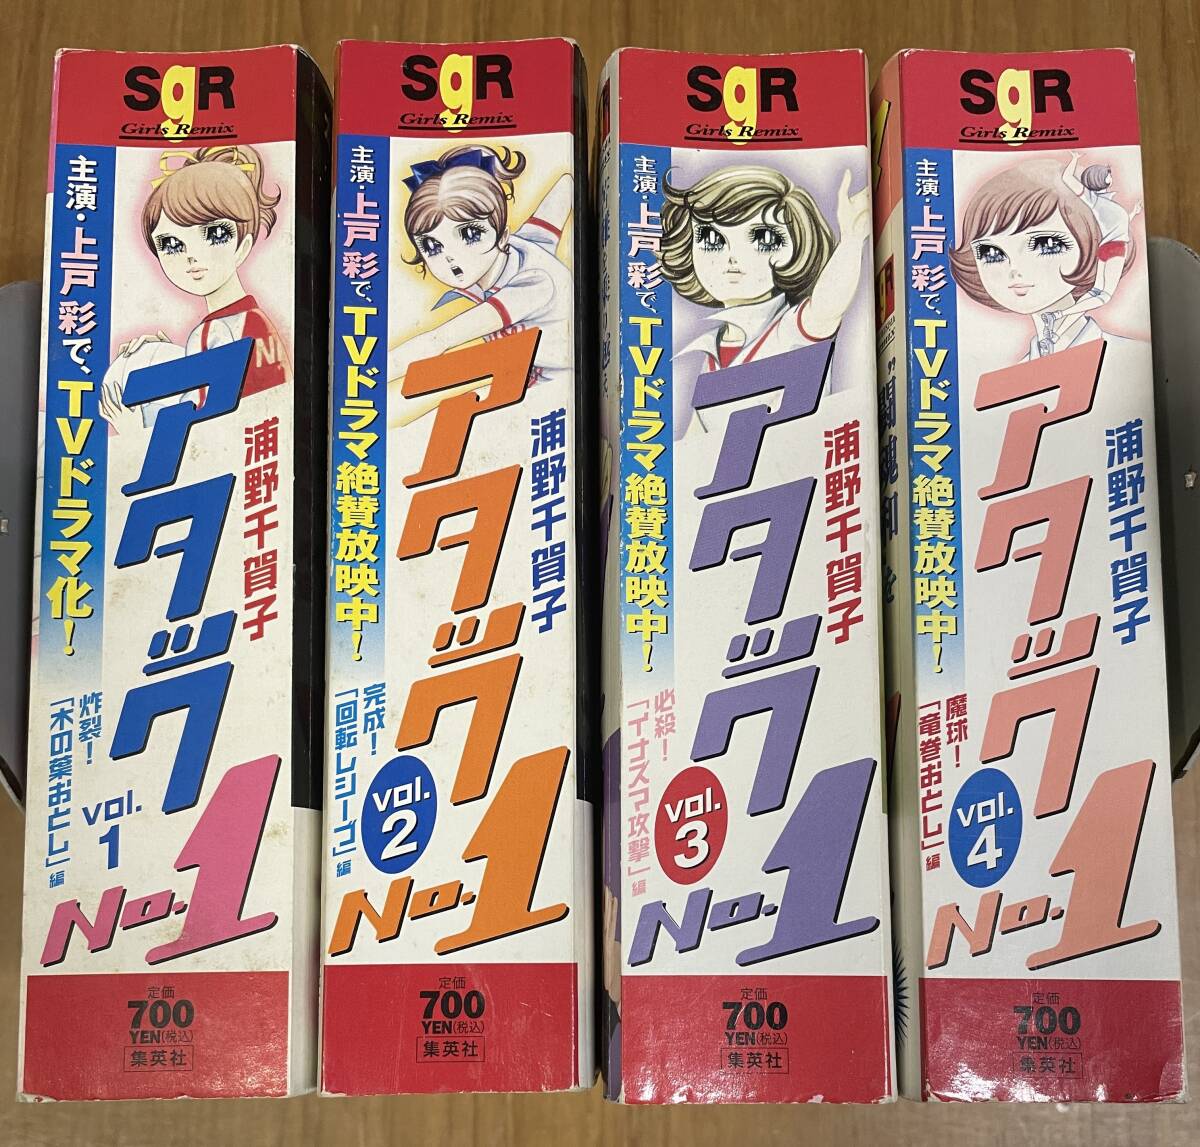 SgR
Girls Remix
主演・上戸彩で、TVドラマ化！
浦野千賀子
アタック
No.1
炸裂！
「木の葉おとし」編
vol.
1
定価
700
YEN(税込)
集英社
SgR
Girls Remix
主演・上戸彩で、TVドラマ絶賛放映中！
浦野千賀子
アタック
No.1
完成！
「回転レシーブ」編
vol.
2
定価
700
YEN(税込)
集英社
SgR
Girls Remix
主演・上戸彩で、TVドラマ絶賛放映中！
浦野千賀子
アタック
No.1
必殺！
「イナズマ攻撃」編
vol.
3
定価
700
YEN(税込)
集英社
SgR
Girls Remix
主演・上戸彩で、TVドラマ絶賛放映中！
浦野千賀子
アタック
No.1
魔球！
「竜巻おとし」編
vol.
4
定価
700
YEN(税込)
集英社